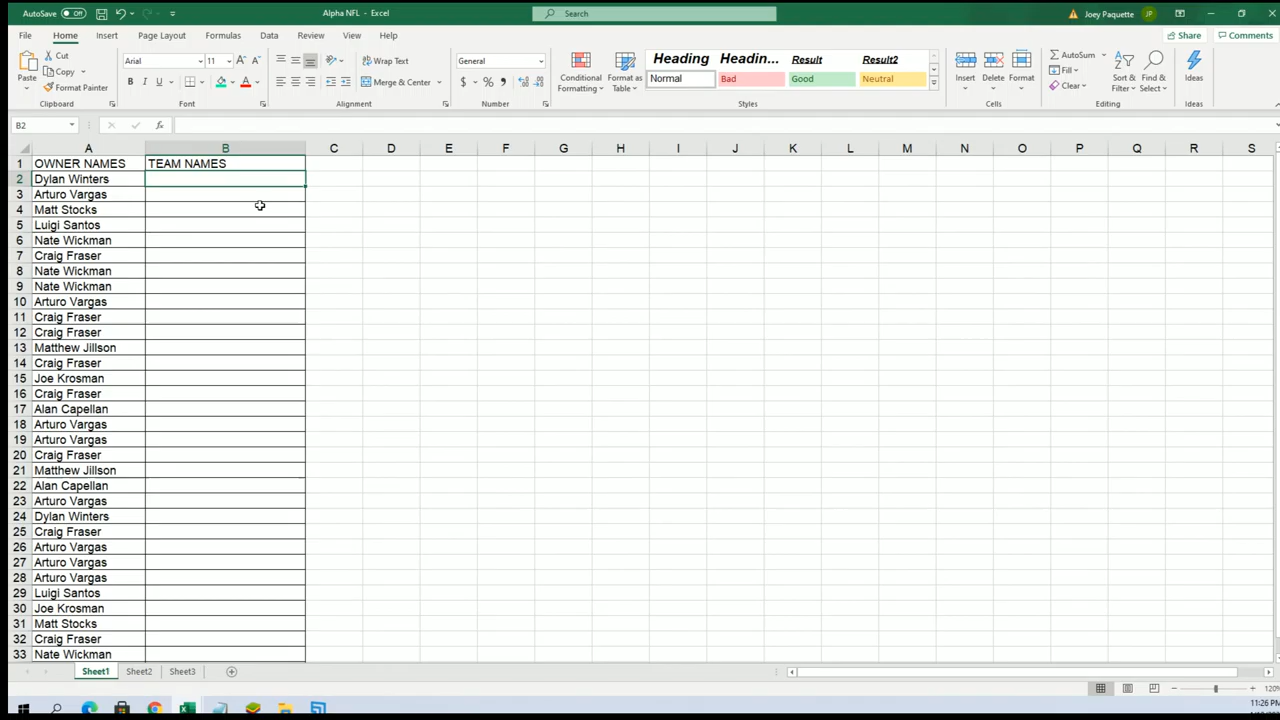 AutoSave Off
Alpha NFL - Excel
Search
Joey Paquette JP
File Home Insert Page Layout Formulas Data Review View Help
Share Comments
Paste
Cut
Copy
Format Painter
Clipboard
Arial 11
B I U
Font
Wrap Text
Merge & Center
Alignment
General
$ % 
Number
Conditional Formatting
Format as Table
Heading Headin... Result Result2
Normal Bad Good Neutral
Styles
Insert Delete Format
Cells
AutoSum
Fill
Clear
Sort & Filter
Find & Select
Editing
Ideas
Ideas
B2 fx
A B C D E F G H I J K L M N O P Q R S
1 OWNER NAMES TEAM NAMES
2 Dylan Winters
3 Arturo Vargas
4 Matt Stocks
5 Luigi Santos
6 Nate Wickman
7 Craig Fraser
8 Nate Wickman
9 Nate Wickman
10 Arturo Vargas
11 Craig Fraser
12 Craig Fraser
13 Matthew Jillson
14 Craig Fraser
15 Joe Krosman
16 Craig Fraser
17 Alan Capellan
18 Arturo Vargas
19 Arturo Vargas
20 Craig Fraser
21 Matthew Jillson
22 Alan Capellan
23 Arturo Vargas
24 Dylan Winters
25 Craig Fraser
26 Arturo Vargas
27 Arturo Vargas
28 Arturo Vargas
29 Luigi Santos
30 Joe Krosman
31 Matt Stocks
32 Craig Fraser
33 Nate Wickman
Sheet1 Sheet2 Sheet3
120%
11:26 PM